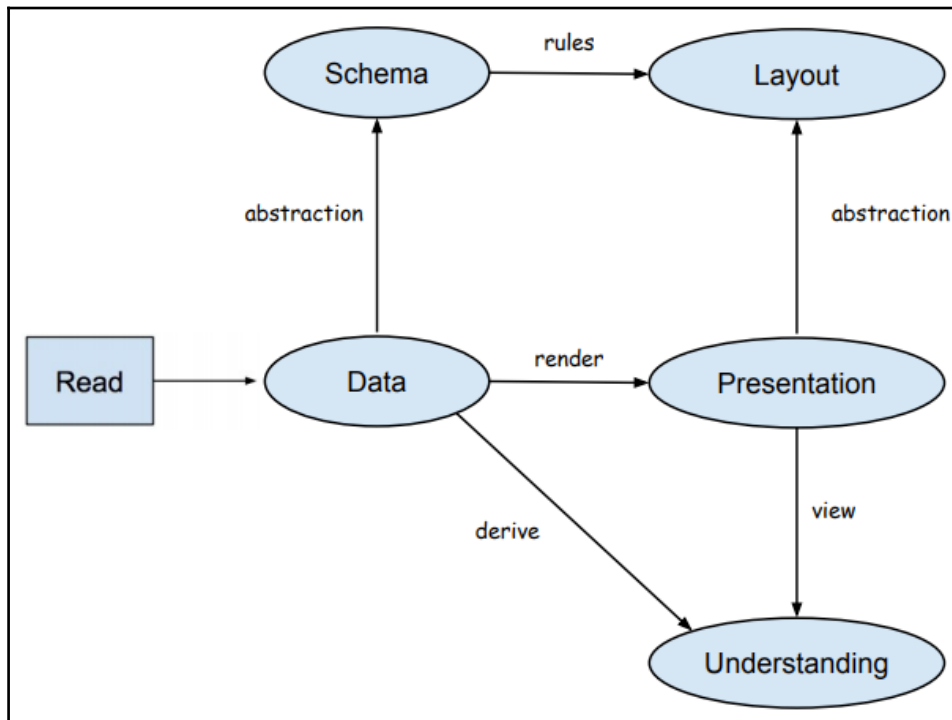 rules
Schema
Layout
abstraction
abstraction
render
Read
Data
Presentation
view
derive
Understanding